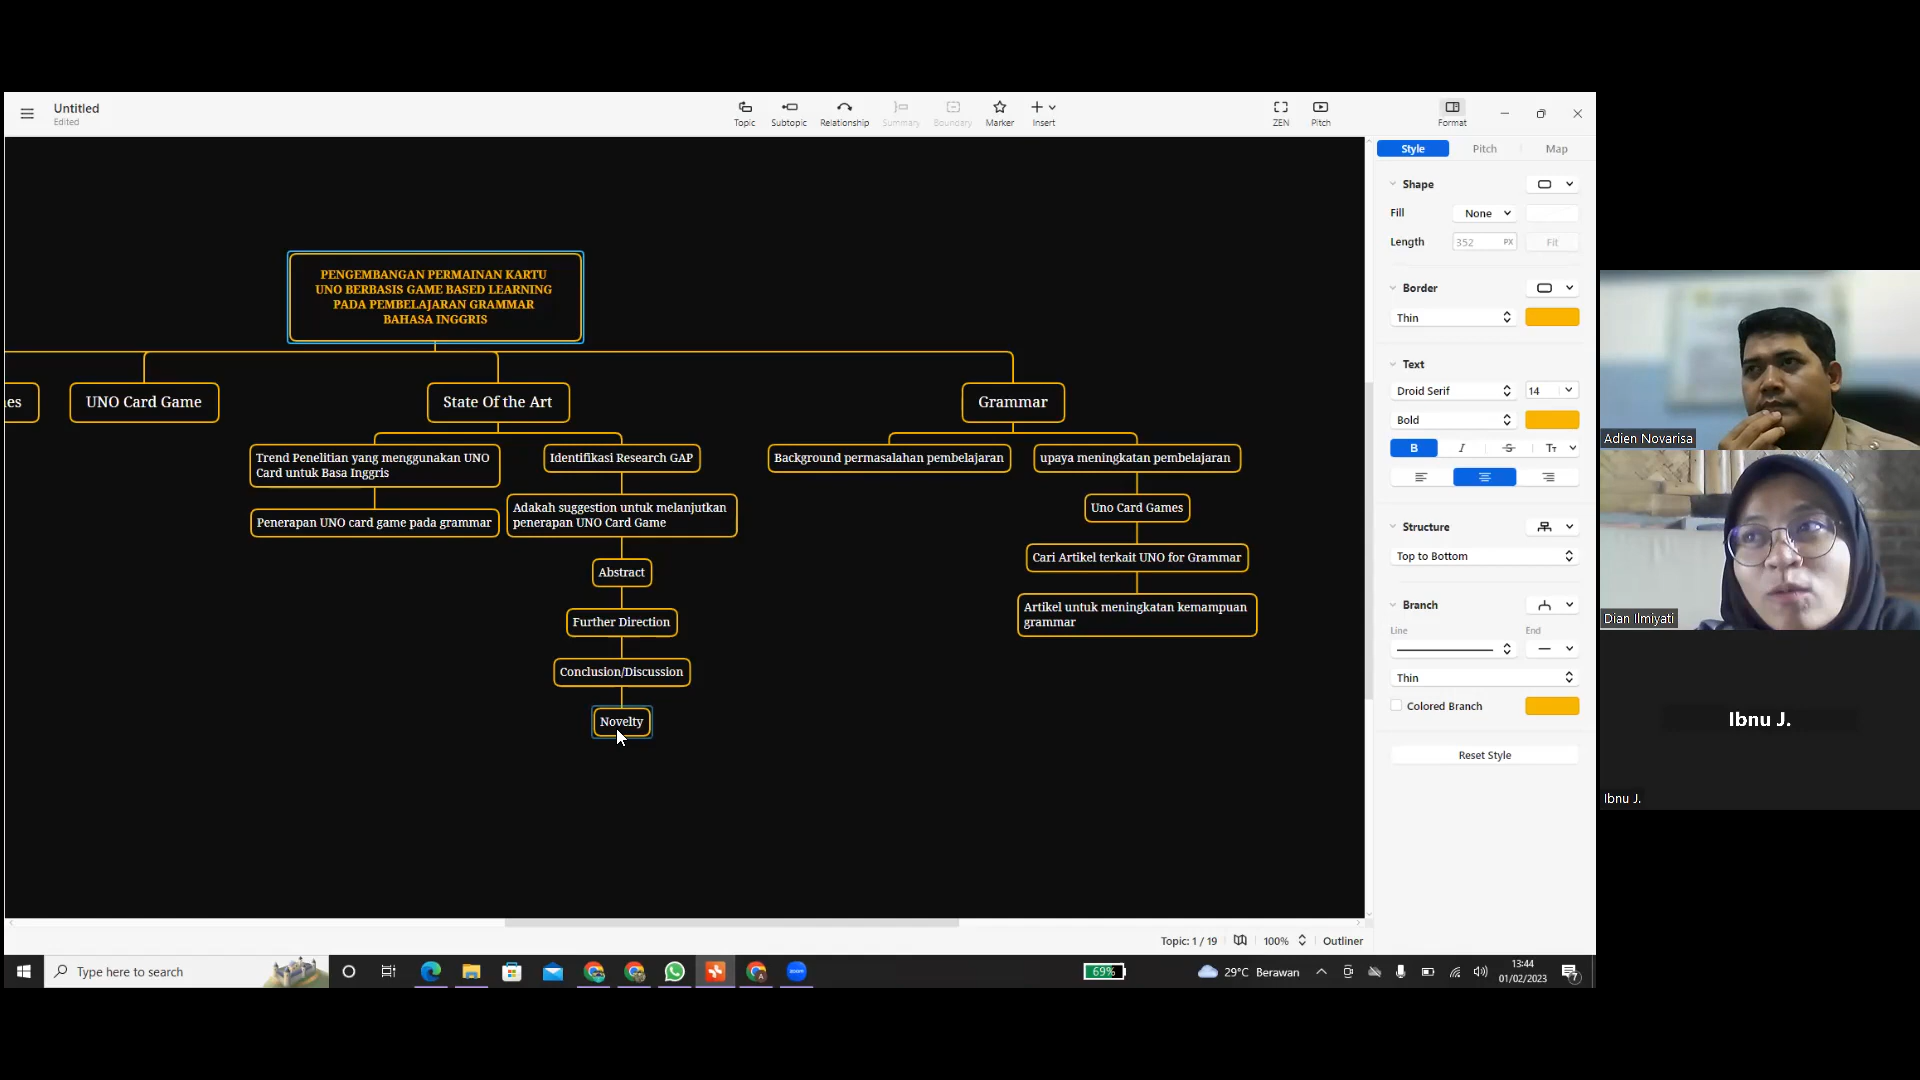 Untitled
Edited
Topic
Subtopic
Relationship
Summary
Boundary
Marker
Insert
ZEN
Pitch
Format
PENGEMBANGAN PERMAINAN KARTU
UNO BERBASIS GAME BASED LEARNING
PADA PEMBELAJARAN GRAMMAR
BAHASA INGGRIS
es
UNO Card Game
State Of the Art
Grammar
Trend Penelitian yang menggunakan UNO
Card untuk Basa Inggris
Penerapan UNO card game pada grammar
Identifikasi Research GAP
Adakah suggestion untuk melanjutkan
penerapan UNO Card Game
Abstract
Further Direction
Conclusion/Discussion
Novelty
Background permasalahan pembelajaran
upaya meningkatan pembelajaran
Uno Card Games
Cari Artikel terkait UNO for Grammar
Artikel untuk meningkatan kemampuan
grammar
Style
Pitch
Map
Shape
Fill
None
Length
352 PX
Fit
Border
Thin
Text
Droid Serif
14
Bold
B I S Tт
Structure
Top to Bottom
Branch
Line
End
Thin
Colored Branch
Reset Style
Topic: 1 / 19
100%
Outliner
Type here to search
zoom
69%
29°C Berawan
13:44
01/02/2023
7
Adien Novarisa
Dian Ilmiyati
Ibnu J.
Ibnu J.